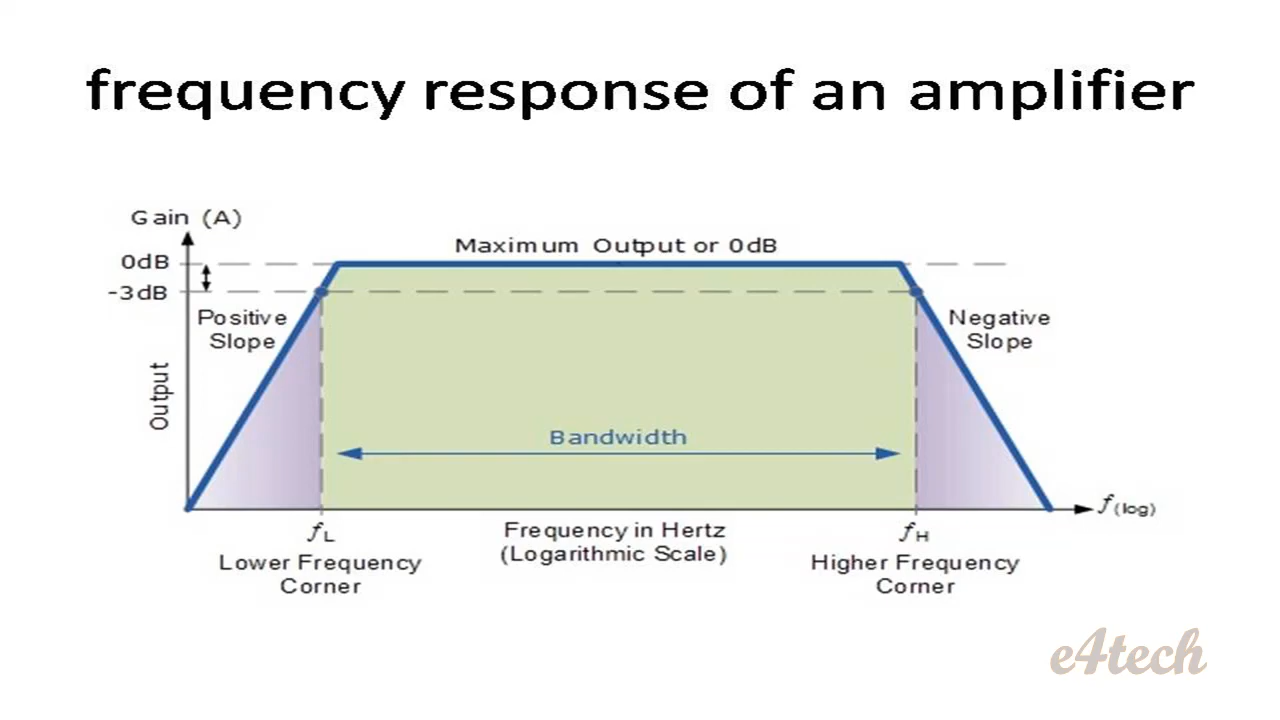 frequency response of an amplifier
Gain (A)
Maximum Output or 0dB
0dB
-3dB
Positive
Slope
Negative
Slope
Output
Bandwidth
f(log)
fL
Frequency in Hertz
(Logarithmic Scale)
fH
Lower Frequency
Corner
Higher Frequency
Corner
e4tech